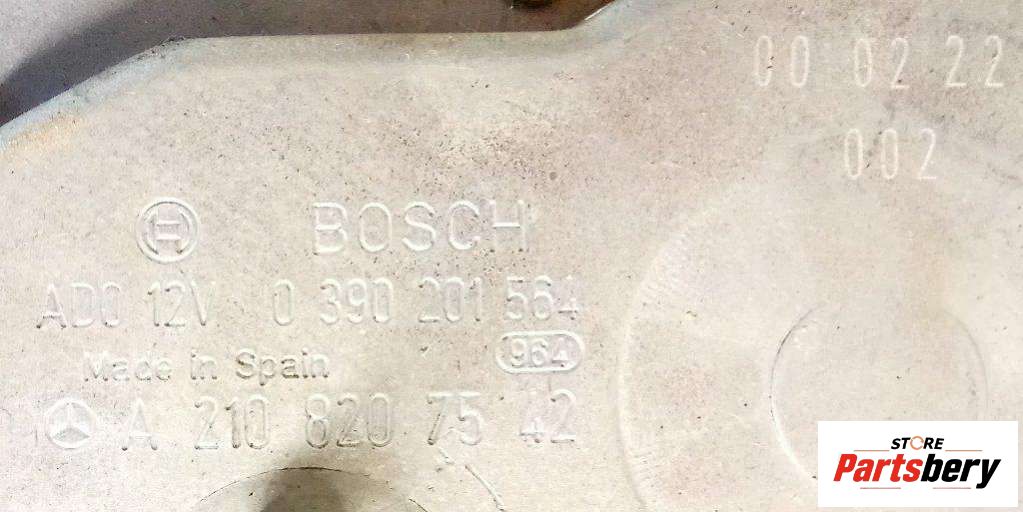 00 02 22
002
BOSCH
ADO 12V 0 390 201 564
964
Made in Spain
A 210 820 75 42
STORE
Partsbery